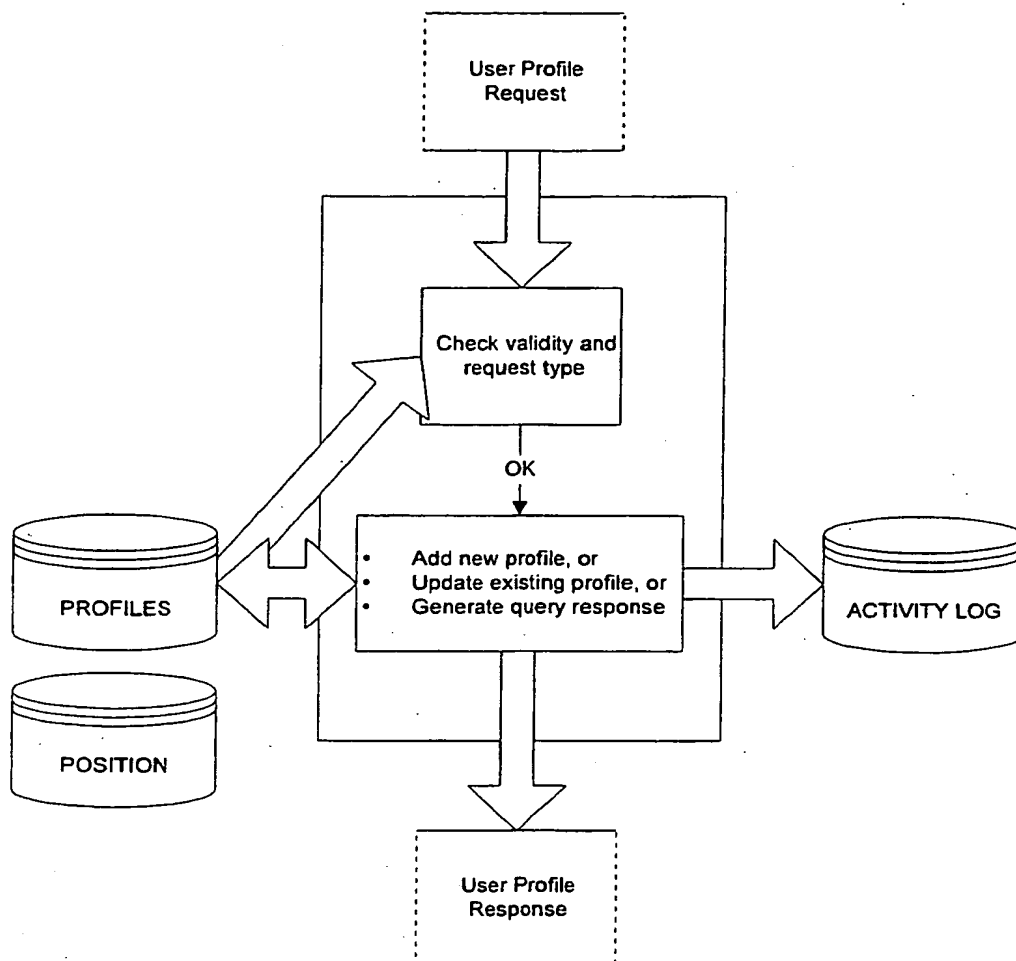 User Profile
Request
Check validity and
request type
OK
• Add new profile, or
• Update existing profile, or
• Generate query response
PROFILES
ACTIVITY LOG
POSITION
User Profile
Response